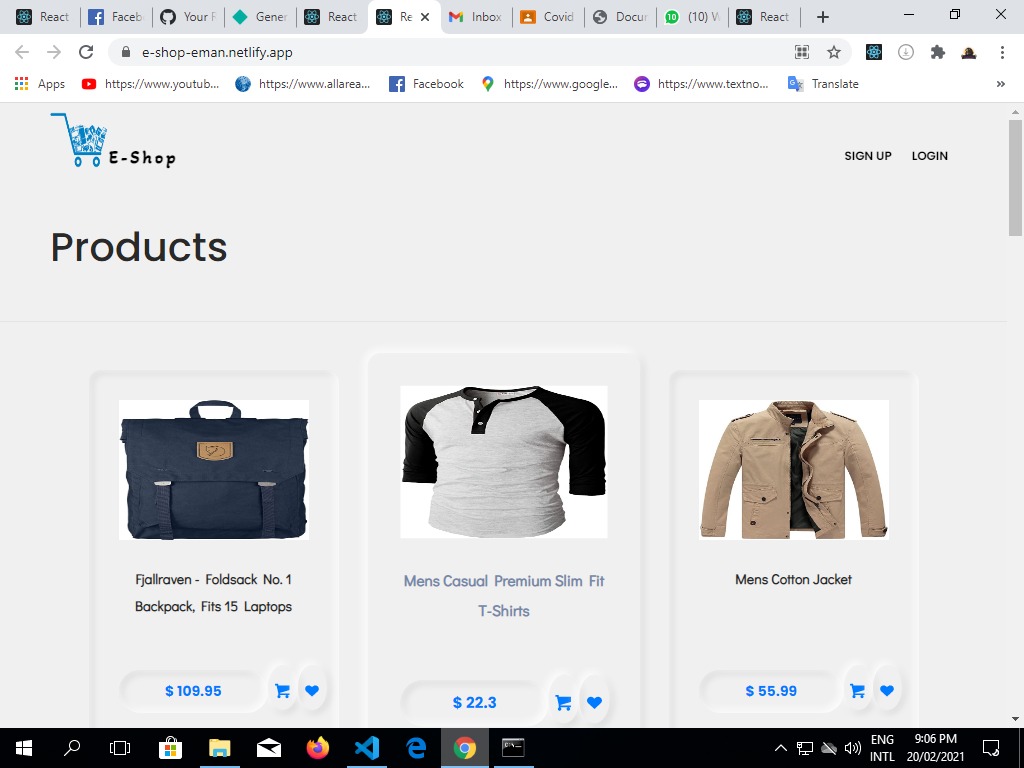 React
Faceb
Your F
Gener
React
Re
Inbox
Covid
Docur
(10) W
React
e-shop-eman.netlify.app
Apps
https://www.youtub...
https://www.allarea...
Facebook
https://www.google...
https://www.textno...
Translate
»
E-Shop
SIGN UP
LOGIN
Products
Fjallraven - Foldsack No. 1
Backpack, Fits 15 Laptops
Mens Casual Premium Slim Fit
T-Shirts
Mens Cotton Jacket
$ 109.95
$ 22.3
$ 55.99
ENG
INTL
9:06 PM
20/02/2021